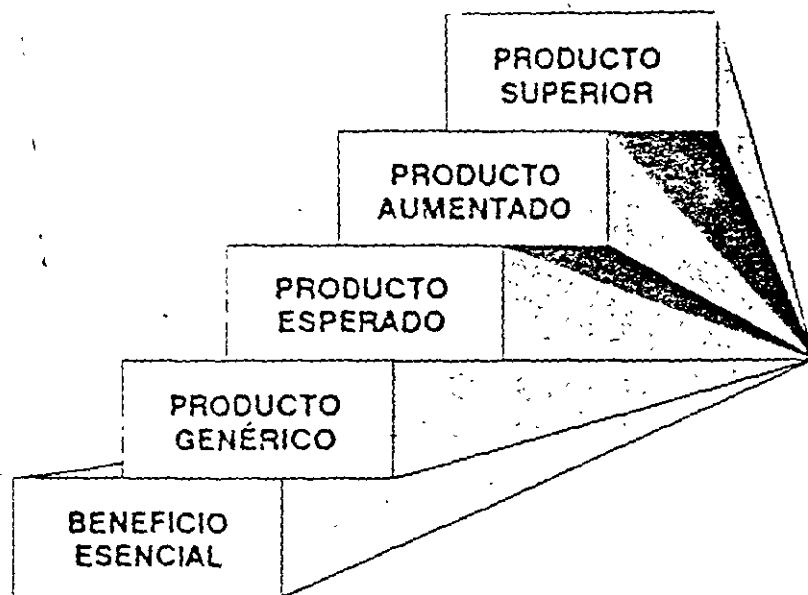 PRODUCTO
SUPERIOR
PRODUCTO
AUMENTADO
PRODUCTO
ESPERADO
PRODUCTO
GENÉRICO
BENEFICIO
ESENCIAL